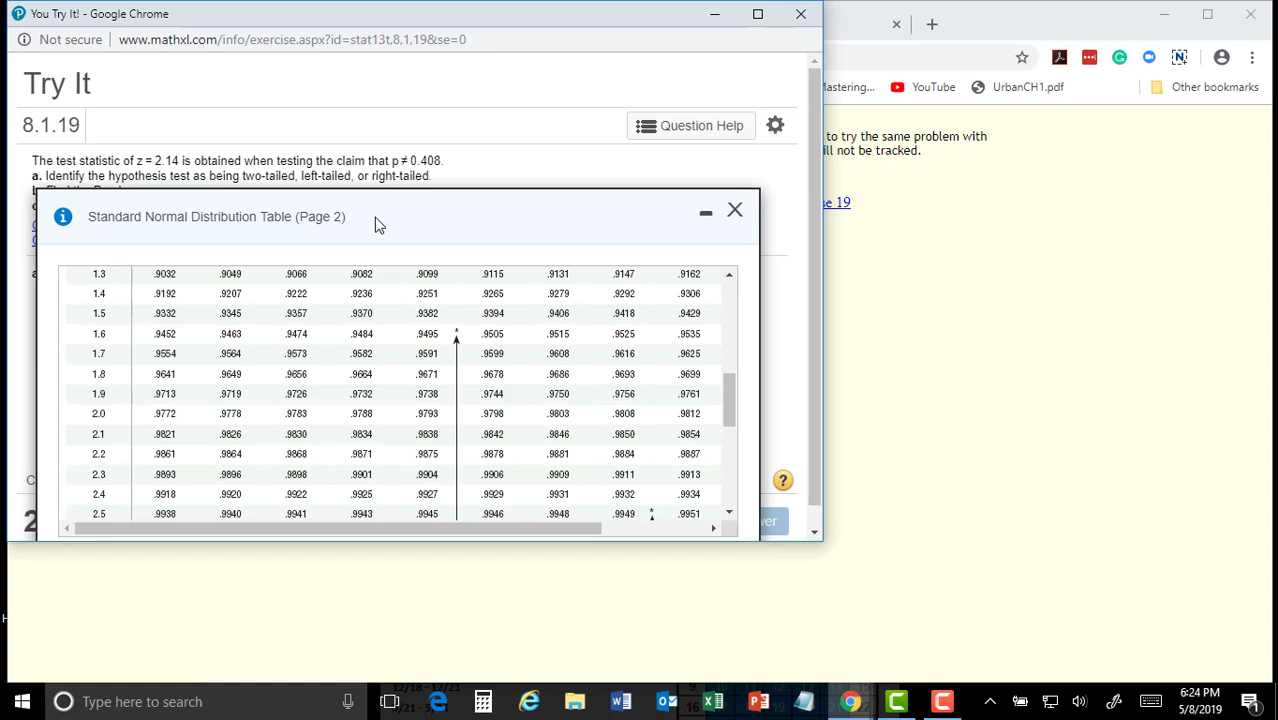 You Try It! - Google Chrome
Not secure www.mathxl.com/info/exercise.aspx?id=stat13t,8,1,19&se=0
Mastering... YouTube UrbanCH1.pdf Other bookmarks
Try It
8.1.19 Question Help
to try the same problem with
ill not be tracked.
se 19
The test statistic of z = 2.14 is obtained when testing the claim that p ≠ 0.408.
a. Identify the hypothesis test as being two-tailed, left-tailed, or right-tailed.
Standard Normal Distribution Table (Page 2)
1.3 .9032 .9049 .9066 .9082 .9099 .9115 .9131 .9147 .9162
1.4 .9192 .9207 .9222 .9236 .9251 .9265 .9279 .9292 .9306
1.5 .9332 .9345 .9357 .9370 .9382 .9394 .9406 .9418 .9429
1.6 .9452 .9463 .9474 .9484 .9495 * .9505 .9515 .9525 .9535
1.7 .9554 .9564 .9573 .9582 .9591 .9599 .9608 .9616 .9625
1.8 .9641 .9649 .9656 .9664 .9671 .9678 .9686 .9693 .9699
1.9 .9713 .9719 .9726 .9732 .9738 .9744 .9750 .9756 .9761
2.0 .9772 .9778 .9783 .9788 .9793 .9798 .9803 .9808 .9812
2.1 .9821 .9826 .9830 .9834 .9838 .9842 .9846 .9850 .9854
2.2 .9861 .9864 .9868 .9871 .9875 .9878 .9881 .9884 .9887
2.3 .9893 .9896 .9898 .9901 .9904 .9906 .9909 .9911 .9913
2.4 .9918 .9920 .9922 .9925 .9927 .9929 .9931 .9932 .9934
2.5 .9938 .9940 .9941 .9943 .9945 .9946 .9948 .9949 * .9951
?
2 wer
12/18 - 12/21
Type here to search
6:24 PM
5/8/2019